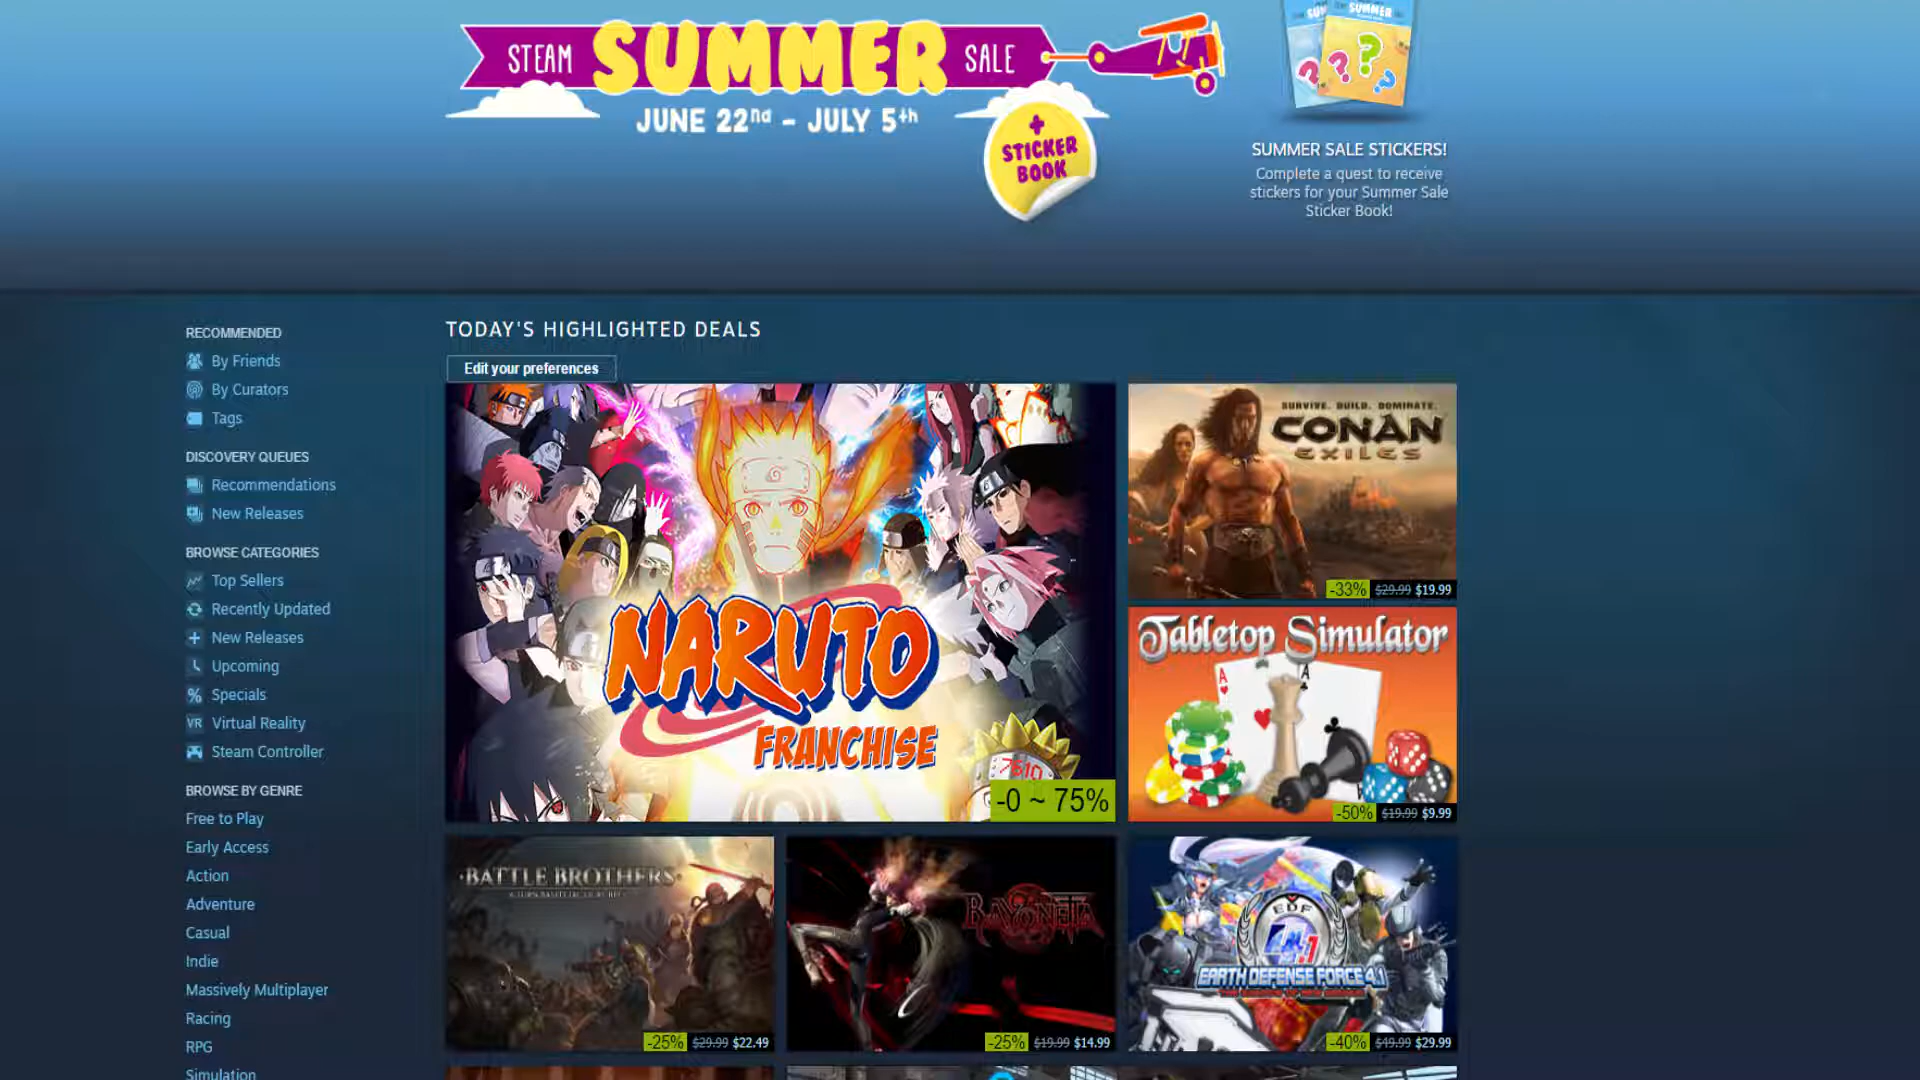 STEAM SUMMER SALE
JUNE 22nd - JULY 5th
+
STICKER
BOOK
SUMMER
SUMMER SALE STICKERS!
Complete a quest to receive
stickers for your Summer Sale
Sticker Book!
RECOMMENDED
By Friends
By Curators
Tags
DISCOVERY QUEUES
Recommendations
New Releases
BROWSE CATEGORIES
Top Sellers
Recently Updated
New Releases
Upcoming
Specials
VR Virtual Reality
Steam Controller
BROWSE BY GENRE
Free to Play
Early Access
Action
Adventure
Casual
Indie
Massively Multiplayer
Racing
RPG
Simulation
TODAY'S HIGHLIGHTED DEALS
Edit your preferences
NARUTO
FRANCHISE
-0 ~ 75%
SURVIVE. BUILD. DOMINATE.
CONAN
EXILES
-33% $29.99 $19.99
Tabletop Simulator
-50% $19.99 $9.99
BATTLE BROTHERS
-25% $29.99 $22.49
BAYONETTA
-25% $19.99 $14.99
EDF
4.1
EARTH DEFENSE FORCE 4.1
-40% $49.99 $29.99